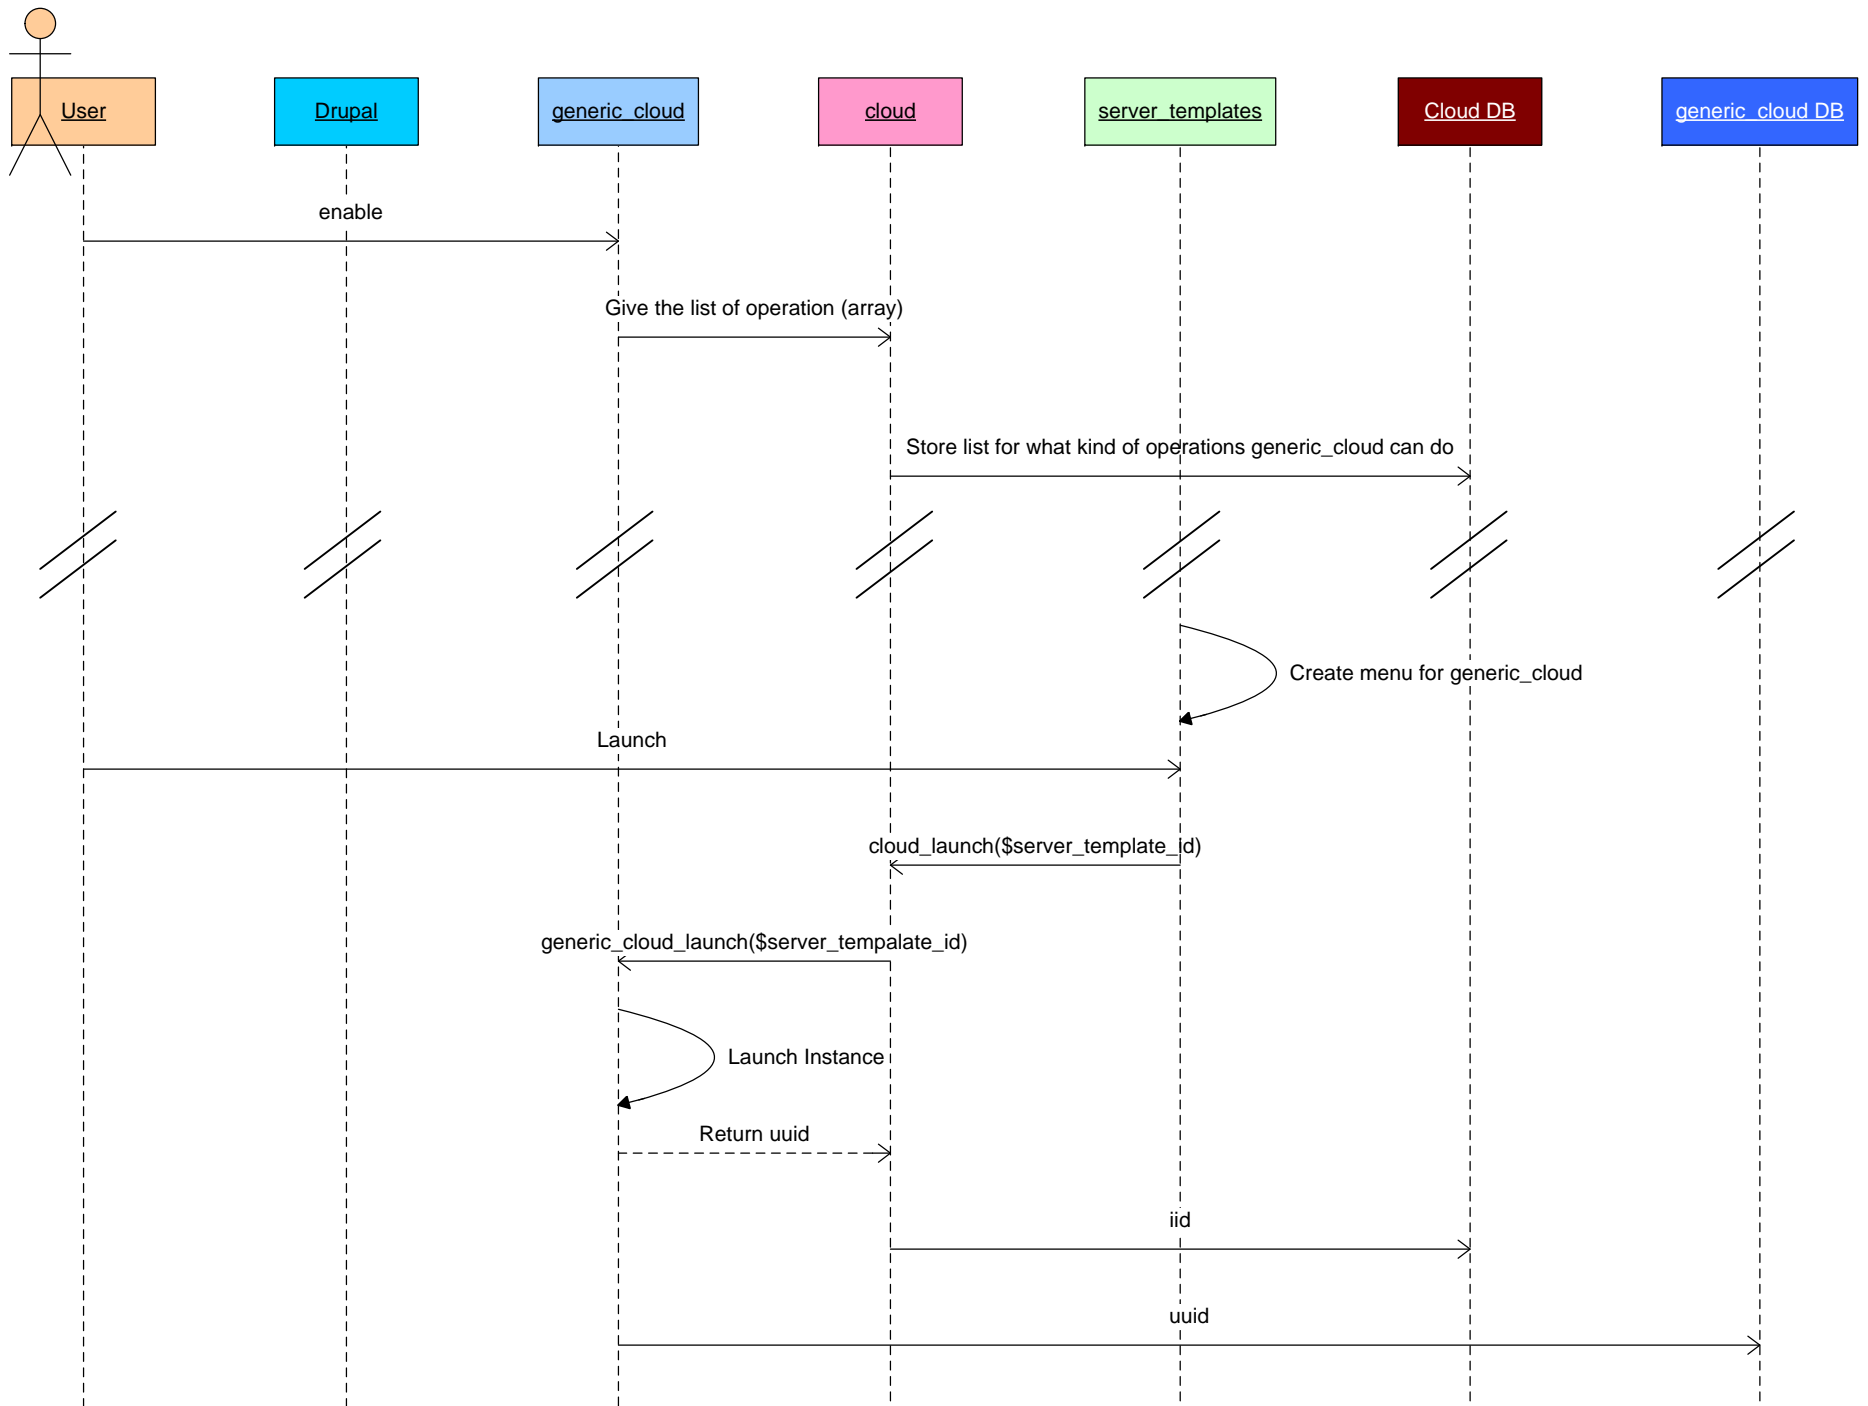 User
Drupal
generic_cloud
cloud
server_templates
Cloud DB
generic_cloud DB
enable
Give the list of operation (array)
Store list for what kind of operations generic_cloud can do
Create menu for generic_cloud
Launch
cloud_launch($server_template_id)
generic_cloud_launch($server_tempalate_id)
Launch Instance
Return uuid
iid
uuid